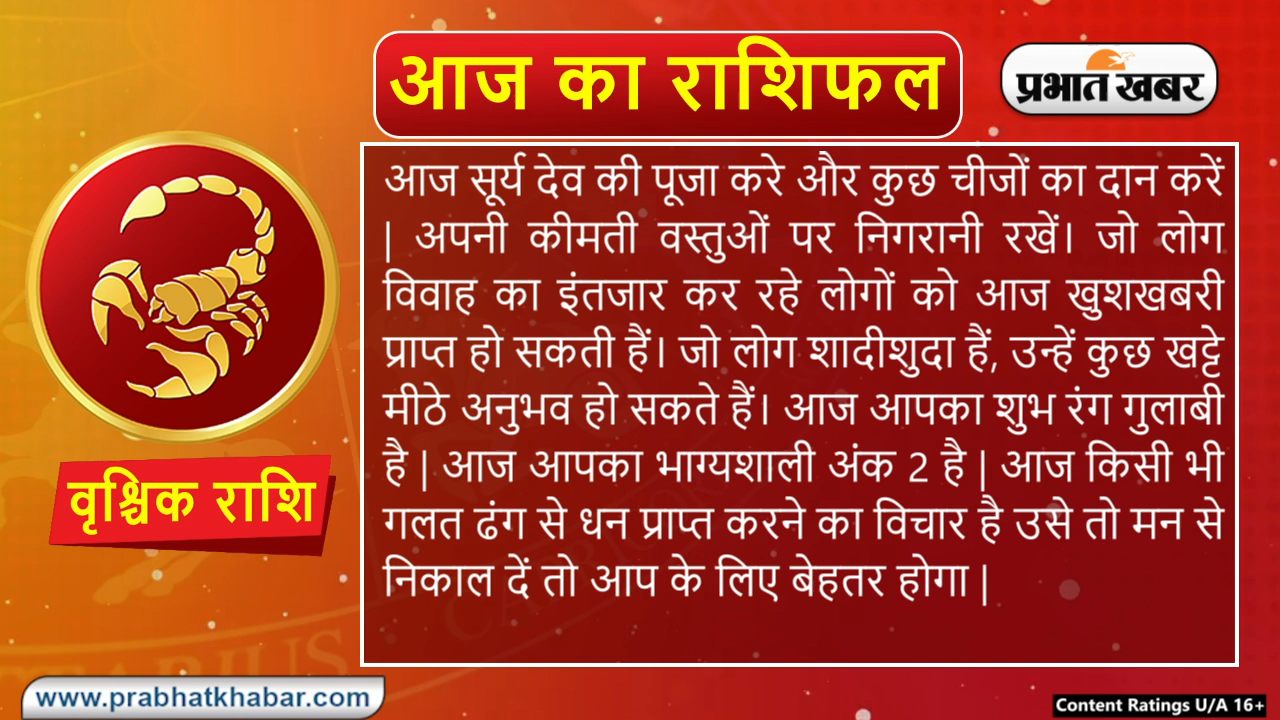 आज का राशिफल
प्रभात खबर
आज सूर्य देव की पूजा करे और कुछ चीजों का दान करें
| अपनी कीमती वस्तुओं पर निगरानी रखें। जो लोग
विवाह का इंतजार कर रहे लोगों को आज खुशखबरी
प्राप्त हो सकती हैं। जो लोग शादीशुदा हैं, उन्हें कुछ खट्टे
मीठे अनुभव हो सकते हैं। आज आपका शुभ रंग गुलाबी
है | आज आपका भाग्यशाली अंक 2 है | आज किसी भी
गलत ढंग से धन प्राप्त करने का विचार है उसे तो मन से
निकाल दें तो आप के लिए बेहतर होगा |
वृश्चिक राशि
www.prabhatkhabar.com
Content Ratings U/A 16+